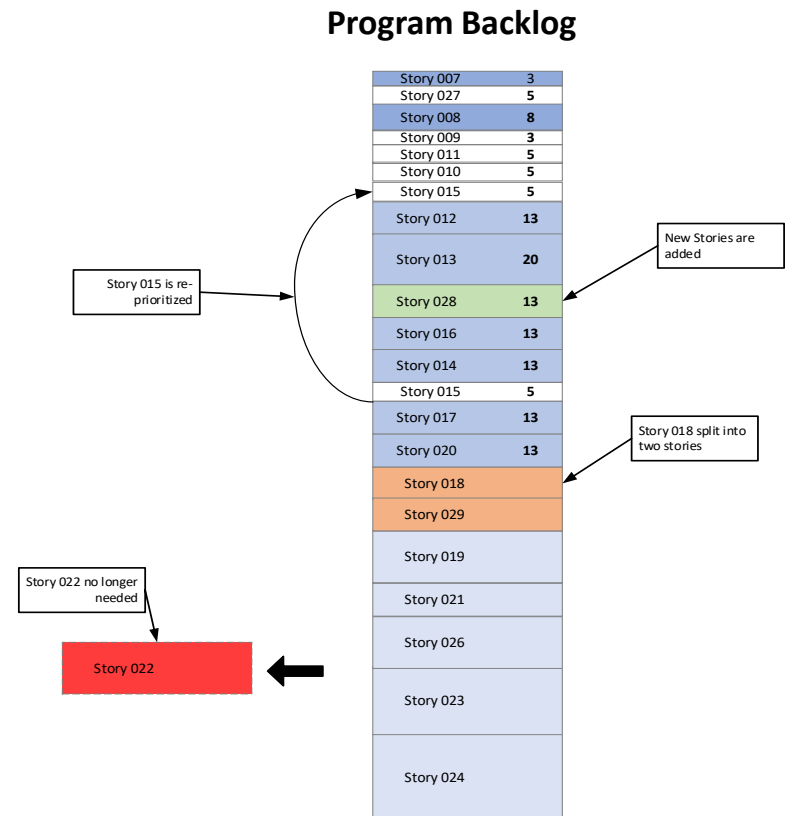 Program Backlog
Story 007 3
Story 027 5
Story 008 8
Story 009 3
Story 011 5
Story 010 5
Story 015 5
Story 012 13
Story 013 20
Story 028 13
Story 016 13
Story 014 13
Story 015 5
Story 017 13
Story 020 13
Story 018
Story 029
Story 019
Story 021
Story 026
Story 023
Story 024
New Stories are
added
Story 015 is re-
prioritized
Story 018 split into
two stories
Story 022 no longer
needed
Story 022